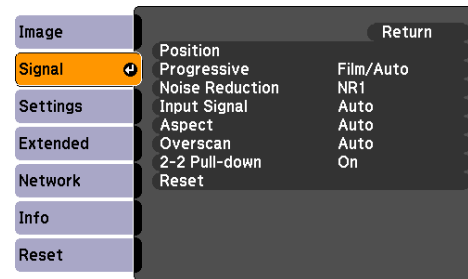 Image
Signal
Settings
Extended
Network
Info
Reset
Return
Position
Progressive Film/Auto
Noise Reduction NR1
Input Signal Auto
Aspect Auto
Overscan Auto
2-2 Pull-down On
Reset